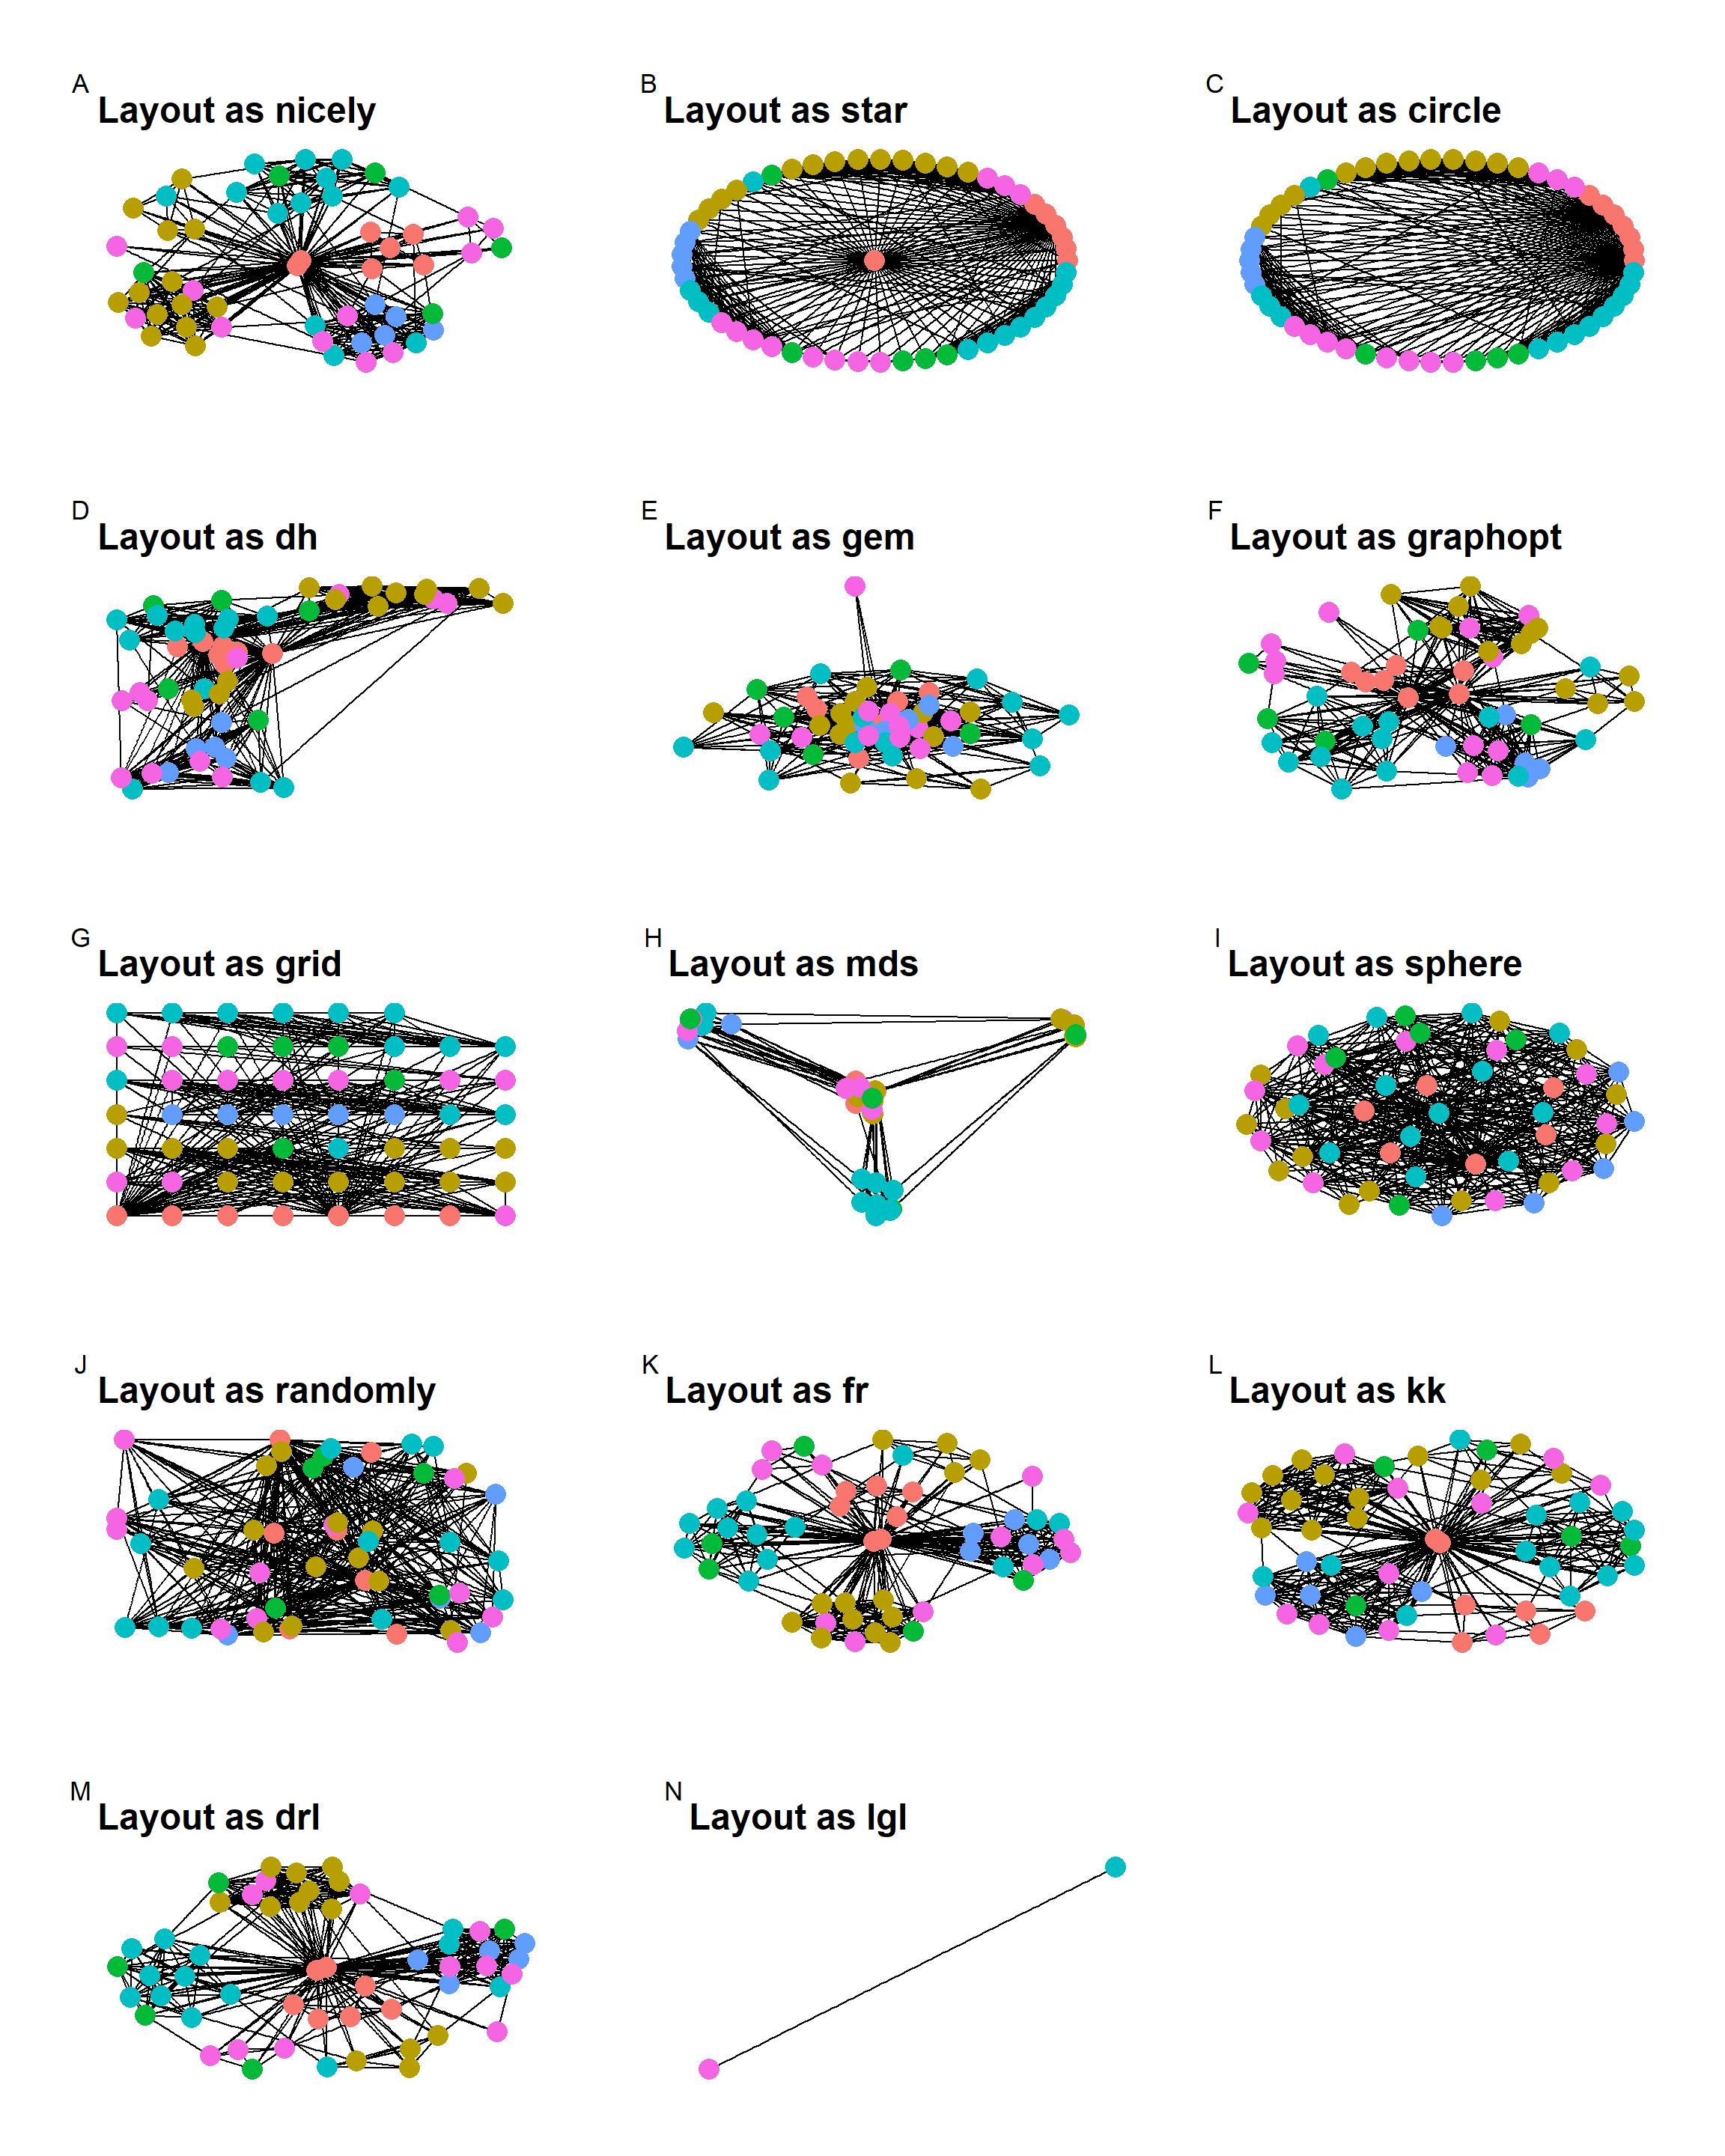 A
Layout as nicely
B
Layout as star
C
Layout as circle
D
Layout as dh
E
Layout as gem
F
Layout as graphopt
G
Layout as grid
H
Layout as mds
I
Layout as sphere
J
Layout as randomly
K
Layout as fr
L
Layout as kk
M
Layout as drl
N
Layout as lgl